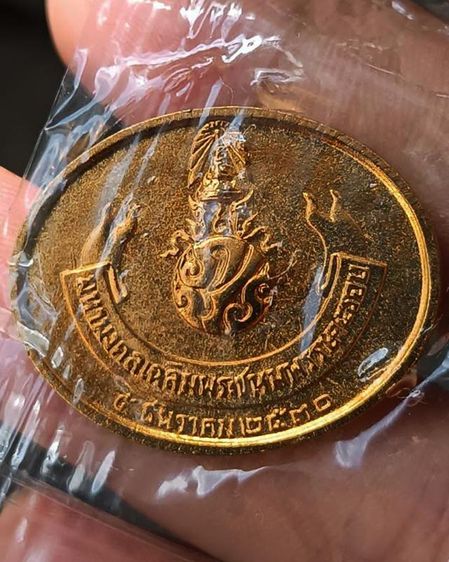 มหามงคลเฉลิมพระชนมพรรษา ๕ รอบ
๕ ธันวาคม ๒๕๓๐